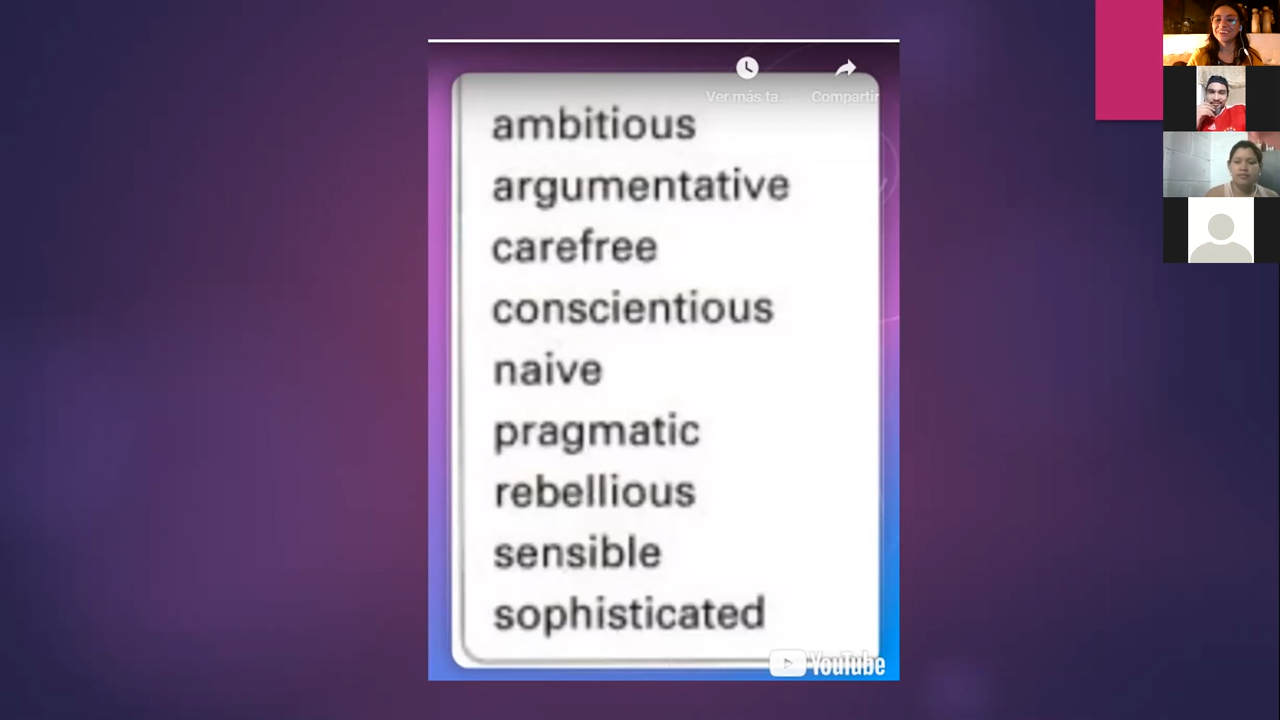 Ver más ta...
Compartir
ambitious
argumentative
carefree
conscientious
naive
pragmatic
rebellious
sensible
sophisticated
YouTube